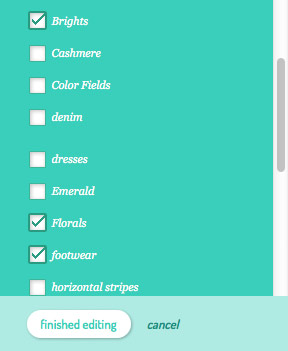 Brights
Cashmere
Color Fields
denim
dresses
Emerald
Florals
footwear
horizontal stripes
finished editing cancel